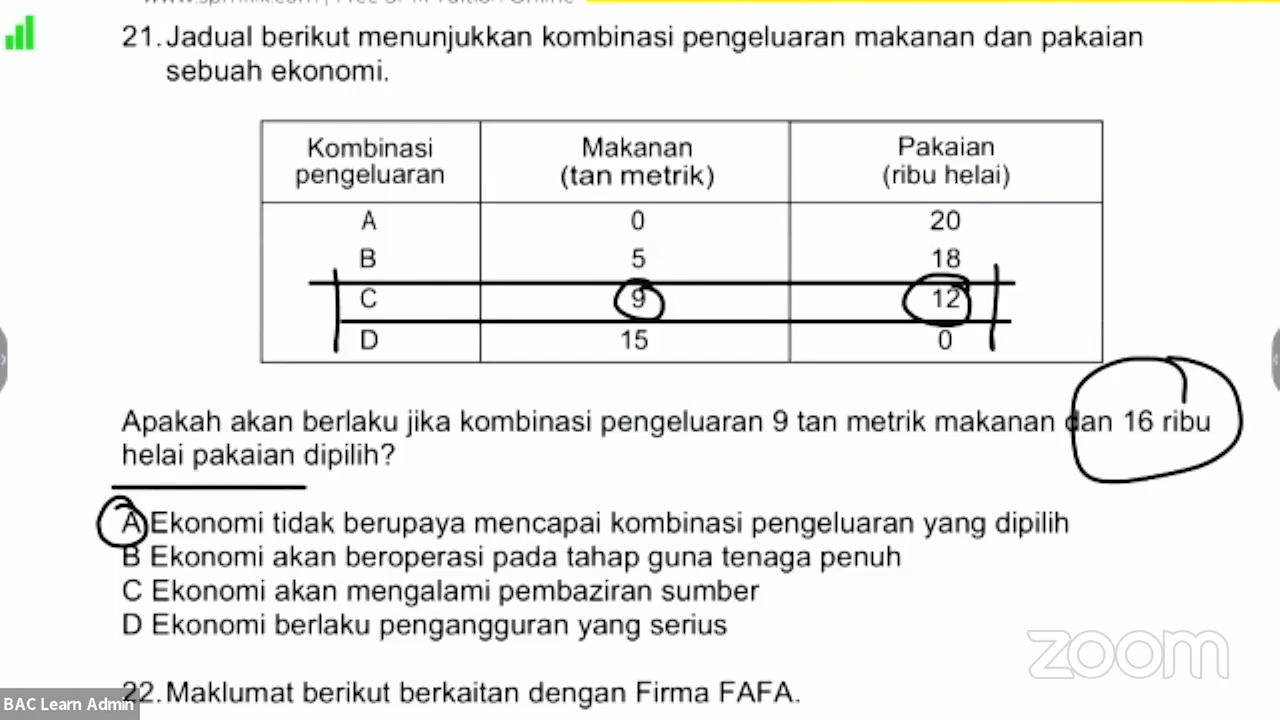 21. Jadual berikut menunjukkan kombinasi pengeluaran makanan dan pakaian
sebuah ekonomi.
Kombinasi pengeluaran Makanan (tan metrik) Pakaian (ribu helai)
A 0 20
B 5 18
C 9 12
D 15 0
Apakah akan berlaku jika kombinasi pengeluaran 9 tan metrik makanan dan 16 ribu
helai pakaian dipilih?
A Ekonomi tidak berupaya mencapai kombinasi pengeluaran yang dipilih
B Ekonomi akan beroperasi pada tahap guna tenaga penuh
C Ekonomi akan mengalami pembaziran sumber
D Ekonomi berlaku pengangguran yang serius
zoom
22. Maklumat berikut berkaitan dengan Firma FAFA.
BAC Learn Admin